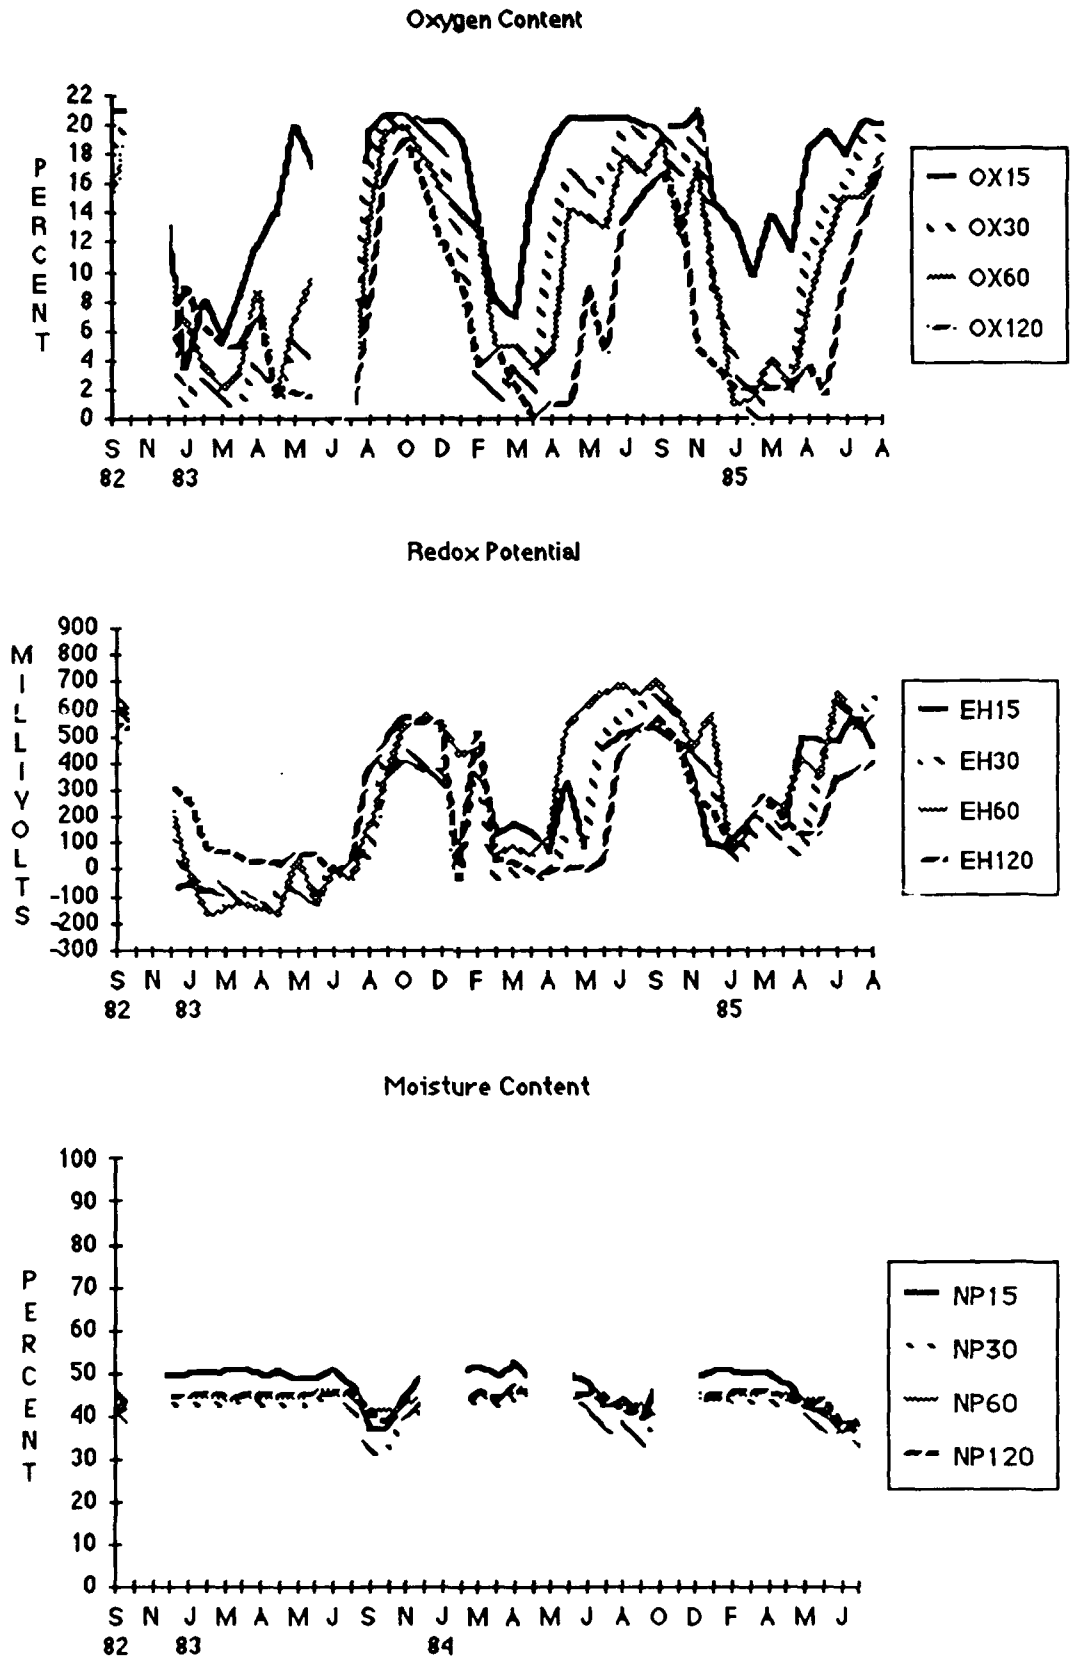 Oxygen Content
PERCENT
22
20
18
16
14
12
10
8
6
4
2
0
S N J M A M J A O D F M A M J S N J M A J A
82 83 85
OX15
OX30
OX60
OX120
Redox Potential
MILLIVOLTS
900
800
700
600
500
400
300
200
100
0
-100
-200
-300
S N J M A M J A O D F M A M J S N J M A J A
82 83 85
EH15
EH30
EH60
EH120
Moisture Content
PERCENT
100
90
80
70
60
50
40
30
20
10
0
S N J M A M J S N J M A M J A O D F A M J
82 83 84
NP15
NP30
NP60
NP120